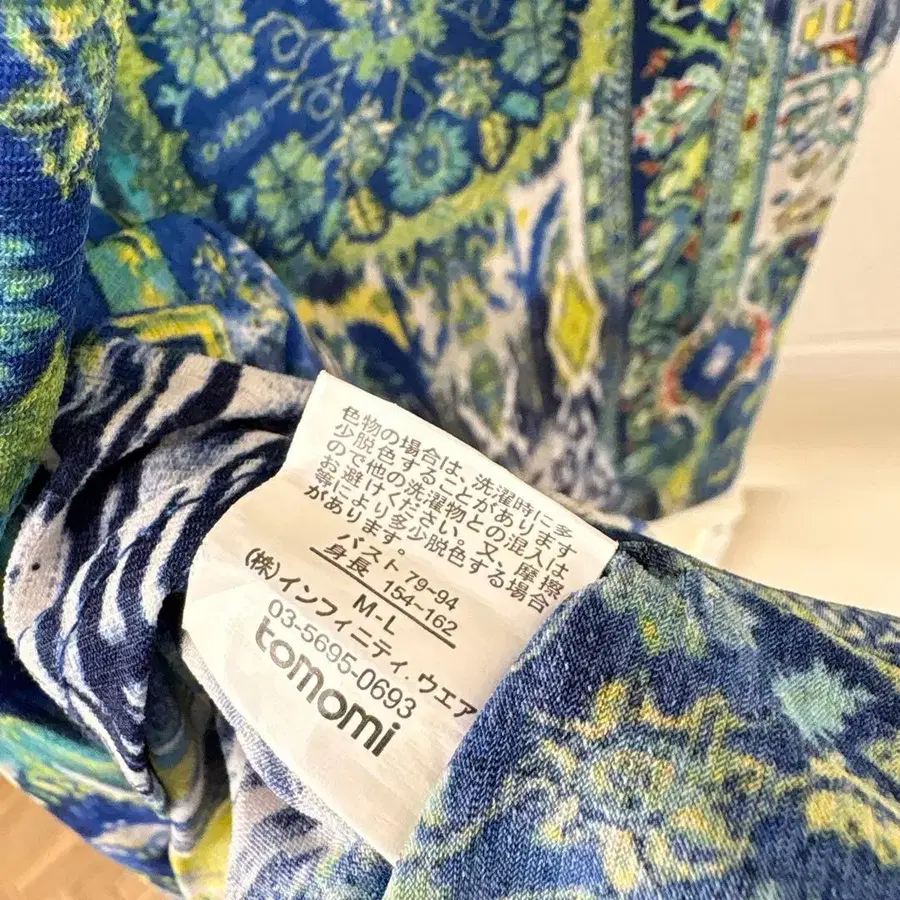 色物の場合は、洗濯時に多
少脱色することがあります
ので他の洗濯物との混入は
お避けください。又、摩擦
等により多少脱色する場合
があります。
バスト 79~94
身長 154~162
M-L
(株)インフィニティ.ウエア
03-5695-0693
tomomi